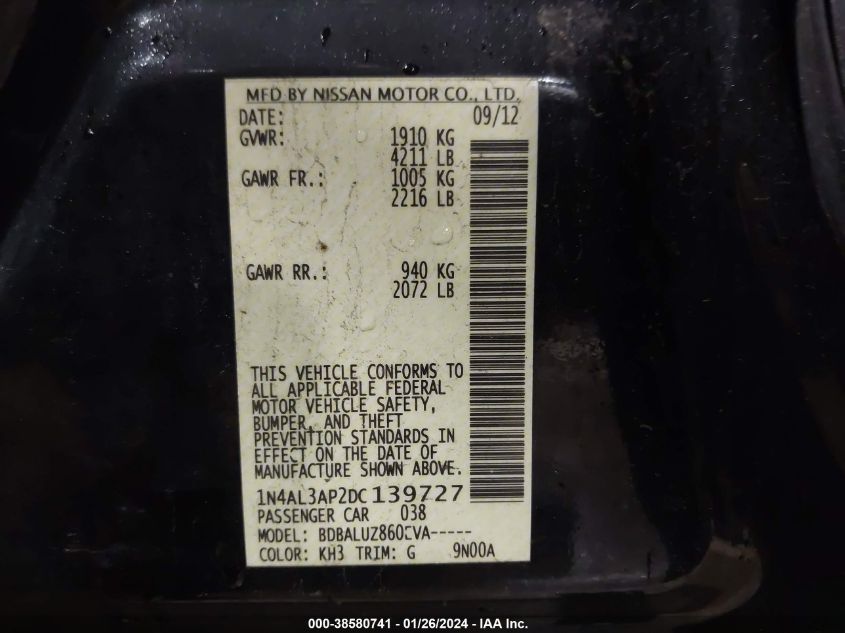 MFD BY NISSAN MOTOR CO., LTD.
DATE: 09/12
GVWR: 1910 KG
4211 LB
GAWR FR.: 1005 KG
2216 LB
GAWR RR.: 940 KG
2072 LB
THIS VEHICLE CONFORMS TO
ALL APPLICABLE FEDERAL
MOTOR VEHICLE SAFETY,
BUMPER, AND THEFT
PREVENTION STANDARDS IN
EFFECT ON THE DATE OF
MANUFACTURE SHOWN ABOVE.
1N4AL3AP2DC139727
PASSENGER CAR 038
MODEL: BDBALUZ860EVA-----
COLOR: KH3 TRIM: G 9N00A
000-38580741 / 01/26/2024 - IAA Inc.